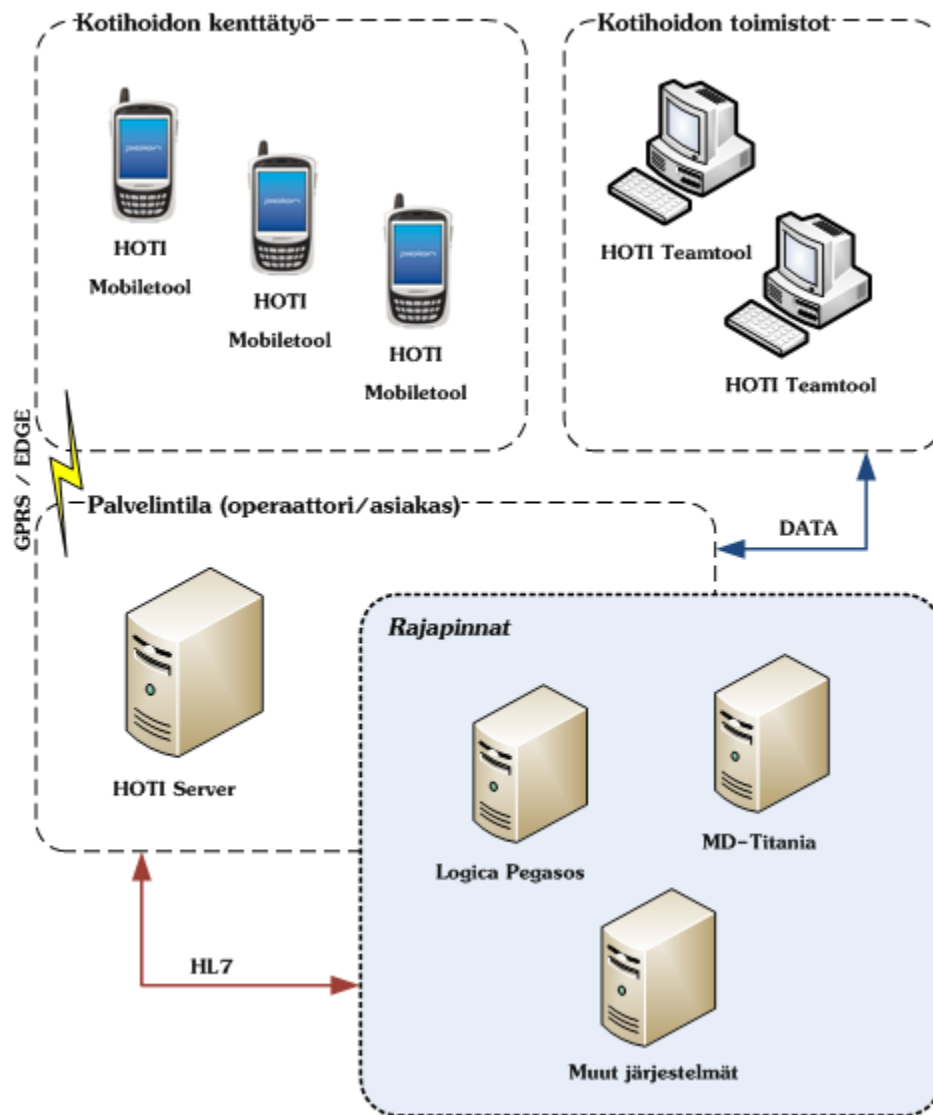 Kotihoidon kenttätyö
HOTI
Mobiletool
HOTI
Mobiletool
HOTI
Mobiletool
Kotihoidon toimistot
HOTI Teamtool
HOTI Teamtool
GPRS / EDGE
DATA
Palvelintila (operaattori/asiakas)
HOTI Server
Rajapinnat
Logica Pegasos
MD-Titania
Muut järjestelmät
HL7